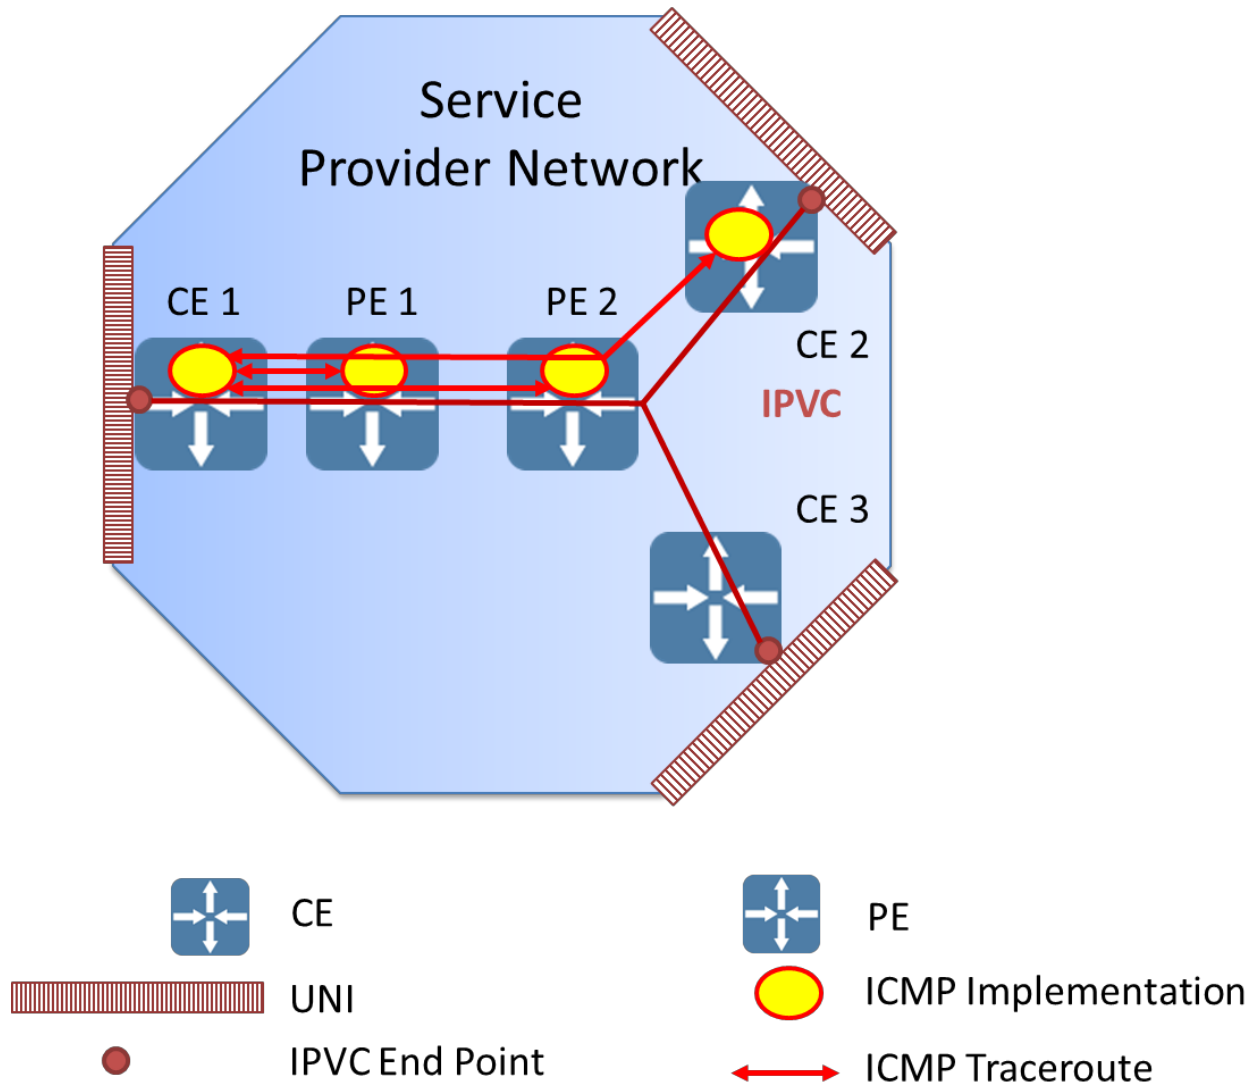 Service
Provider Network
CE 1
PE 1
PE 2
CE 2
IPVC
CE 3
CE
PE
UNI
ICMP Implementation
IPVC End Point
ICMP Traceroute